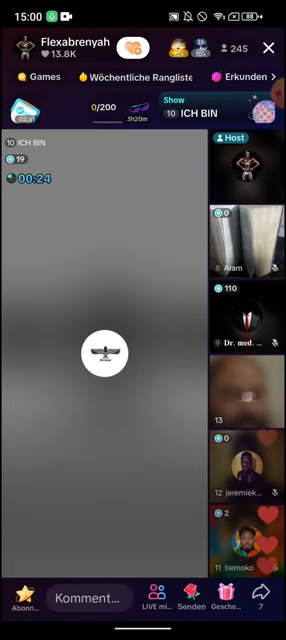 15:00
88
Flexabrenyah
13.8K
245
Games
Wöchentliche Rangliste
Erkunden
02:51
0/200
3h20m
Show
10 ICH BIN
10 ICH BIN
19
00:24
Host
0
8 Aram
110
9 Dr. med. ...
13
0
12 jeremiek...
2
11 tiemoko
Abonn...
Komment...
LIVE mi...
Senden
Gesche...
7